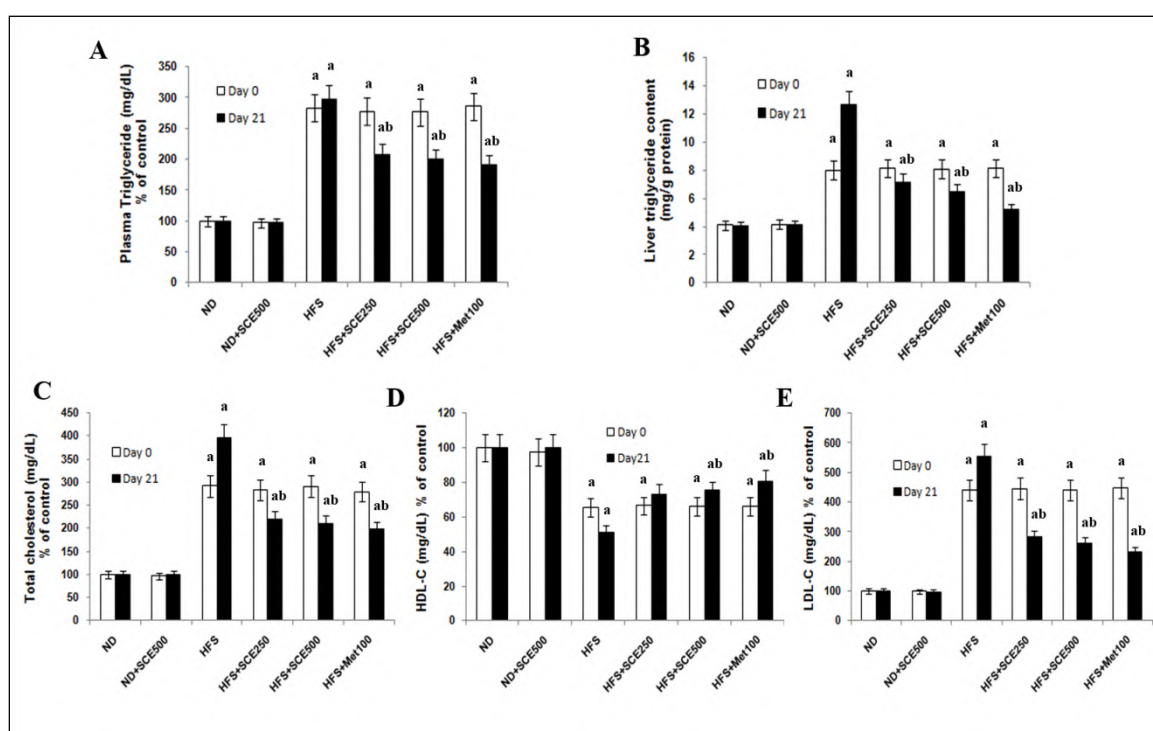 A
Plasma Triglyceride (mg/dL)
% of control
350
300
250
200
150
100
50
0
Day 0
Day 21
a
a
a
ab
a
ab
a
ab
ND
ND+SCE500
HFS
HFS+SCE250
HFS+SCE500
HFS+Met100
B
Liver triglyceride content
(mg/g protein)
16
14
12
10
8
6
4
2
0
Day 0
Day 21
a
a
a
ab
a
ab
a
ab
ND
ND+SCE500
HFS
HFS+SCE250
HFS+SCE500
HFS+Met100
C
Total cholesterol (mg/dL)
% of control
450
400
350
300
250
200
150
100
50
0
Day 0
Day 21
a
a
a
ab
a
ab
a
ab
ND
ND+SCE500
HFS
HFS+SCE250
HFS+SCE500
HFS+Met100
D
HDL-C (mg/dL) % of control
120
100
80
60
40
20
0
Day 0
Day21
a
a
a
a
ab
a
ab
ND
ND+SCE500
HFS
HFS+SCE250
HFS+SCE500
HFS+Met100
E
LDL-C (mg/dL) % of control
700
600
500
400
300
200
100
0
Day 0
Day 21
a
a
a
ab
a
ab
a
ab
ND
ND+SCE500
HFS
HFS+SCE250
HFS+SCE500
HFS+Met100